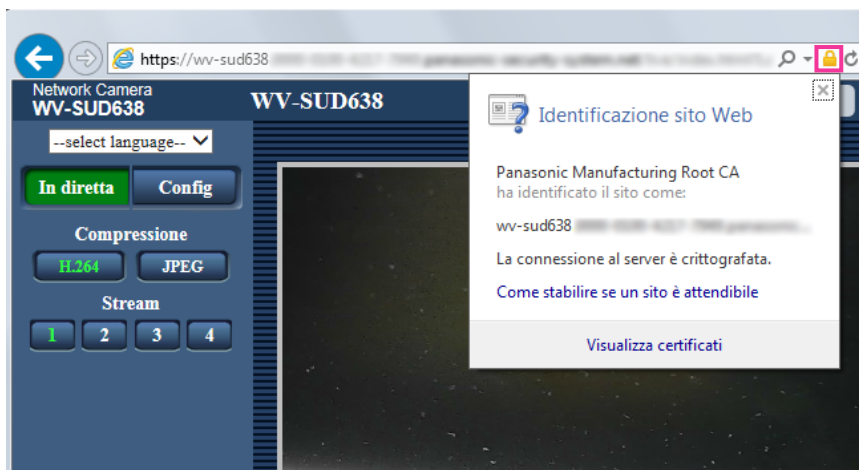 https://wv-sud638
Network Camera
WV-SUD638
WV-SUD638
--select language--
In diretta Config
Compressione
H.264 JPEG
Stream
1 2 3 4
Identificazione sito Web
Panasonic Manufacturing Root CA
ha identificato il sito come:
wv-sud638
La connessione al server è crittografata.
Come stabilire se un sito è attendibile
Visualizza certificati